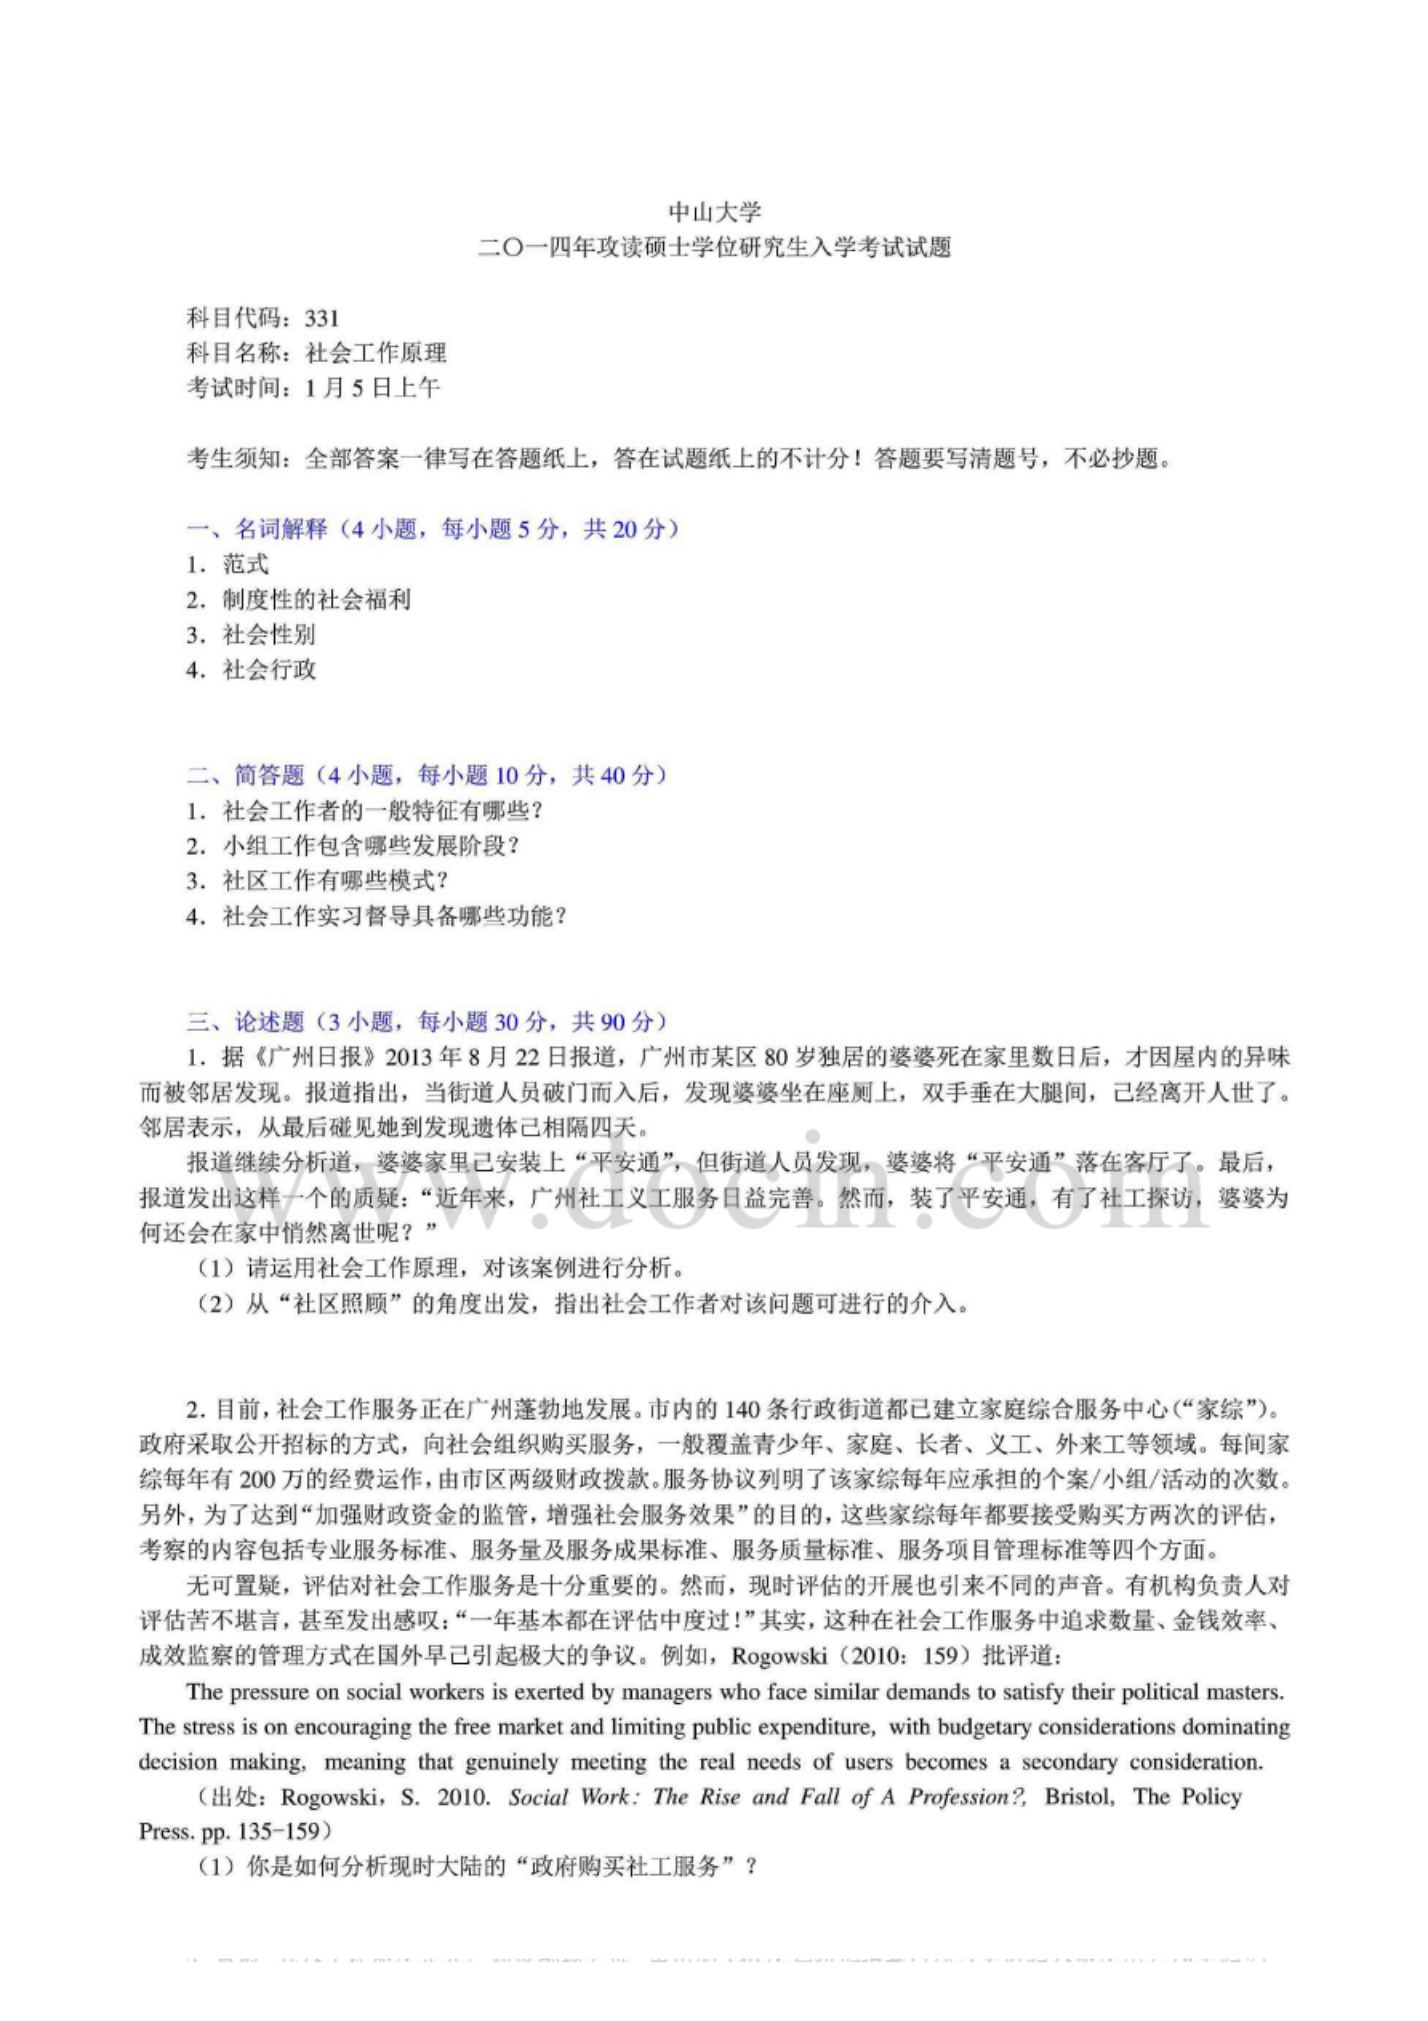 中山大学
二〇一四年攻读硕士学位研究生入学考试试题
科目代码：331
科目名称：社会工作原理
考试时间：1 月 5 日上午
考生须知：全部答案一律写在答题纸上，答在试题纸上的不计分！答题要写清题号，不必抄题。
一、名词解释（4 小题，每小题 5 分，共 20 分）
1．范式
2．制度性的社会福利
3．社会性别
4．社会行政
二、简答题（4 小题，每小题 10 分，共 40 分）
1．社会工作者的一般特征有哪些？
2．小组工作包含哪些发展阶段？
3．社区工作有哪些模式？
4．社会工作实习督导具备哪些功能？
三、论述题（3 小题，每小题 30 分，共 90 分）
1．据《广州日报》2013 年 8 月 22 日报道，广州市某区 80 岁独居的婆婆死在家里数日后，才因屋内的异味
而被邻居发现。报道指出，当街道人员破门而入后，发现婆婆坐在座厕上，双手垂在大腿间，己经离开人世了。
邻居表示，从最后碰见她到发现遗体己相隔四天。
报道继续分析道，婆婆家里己安装上“平安通”，但街道人员发现，婆婆将“平安通”落在客厅了。最后，
报道发出这样一个的质疑：“近年来，广州社工义工服务日益完善。然而，装了平安通，有了社工探访，婆婆为
何还会在家中悄然离世呢？”
www.docin.com
（1）请运用社会工作原理，对该案例进行分析。
（2）从“社区照顾”的角度出发，指出社会工作者对该问题可进行的介入。
2．目前，社会工作服务正在广州蓬勃地发展。市内的 140 条行政街道都已建立家庭综合服务中心（“家综”）。
政府采取公开招标的方式，向社会组织购买服务，一般覆盖青少年、家庭、长者、义工、外来工等领域。每间家
综每年有 200 万的经费运作，由市区两级财政拨款。服务协议列明了该家综每年应承担的个案/小组/活动的次数。
另外，为了达到“加强财政资金的监管，增强社会服务效果”的目的，这些家综每年都要接受购买方两次的评估，
考察的内容包括专业服务标准、服务量及服务成果标准、服务质量标准、服务项目管理标准等四个方面。
无可置疑，评估对社会工作服务是十分重要的。然而，现时评估的开展也引来不同的声音。有机构负责人对
评估苦不堪言，甚至发出感叹：“一年基本都在评估中度过！”其实，这种在社会工作服务中追求数量、金钱效率、
成效监察的管理方式在国外早己引起极大的争议。例如，Rogowski（2010：159）批评道：
The pressure on social workers is exerted by managers who face similar demands to satisfy their political masters.
The stress is on encouraging the free market and limiting public expenditure, with budgetary considerations dominating
decision making, meaning that genuinely meeting the real needs of users becomes a secondary consideration.
（出处：Rogowski，S. 2010. Social Work: The Rise and Fall of A Profession?, Bristol, The Policy
Press. pp. 135-159）
（1）你是如何分析现时大陆的“政府购买社工服务”？